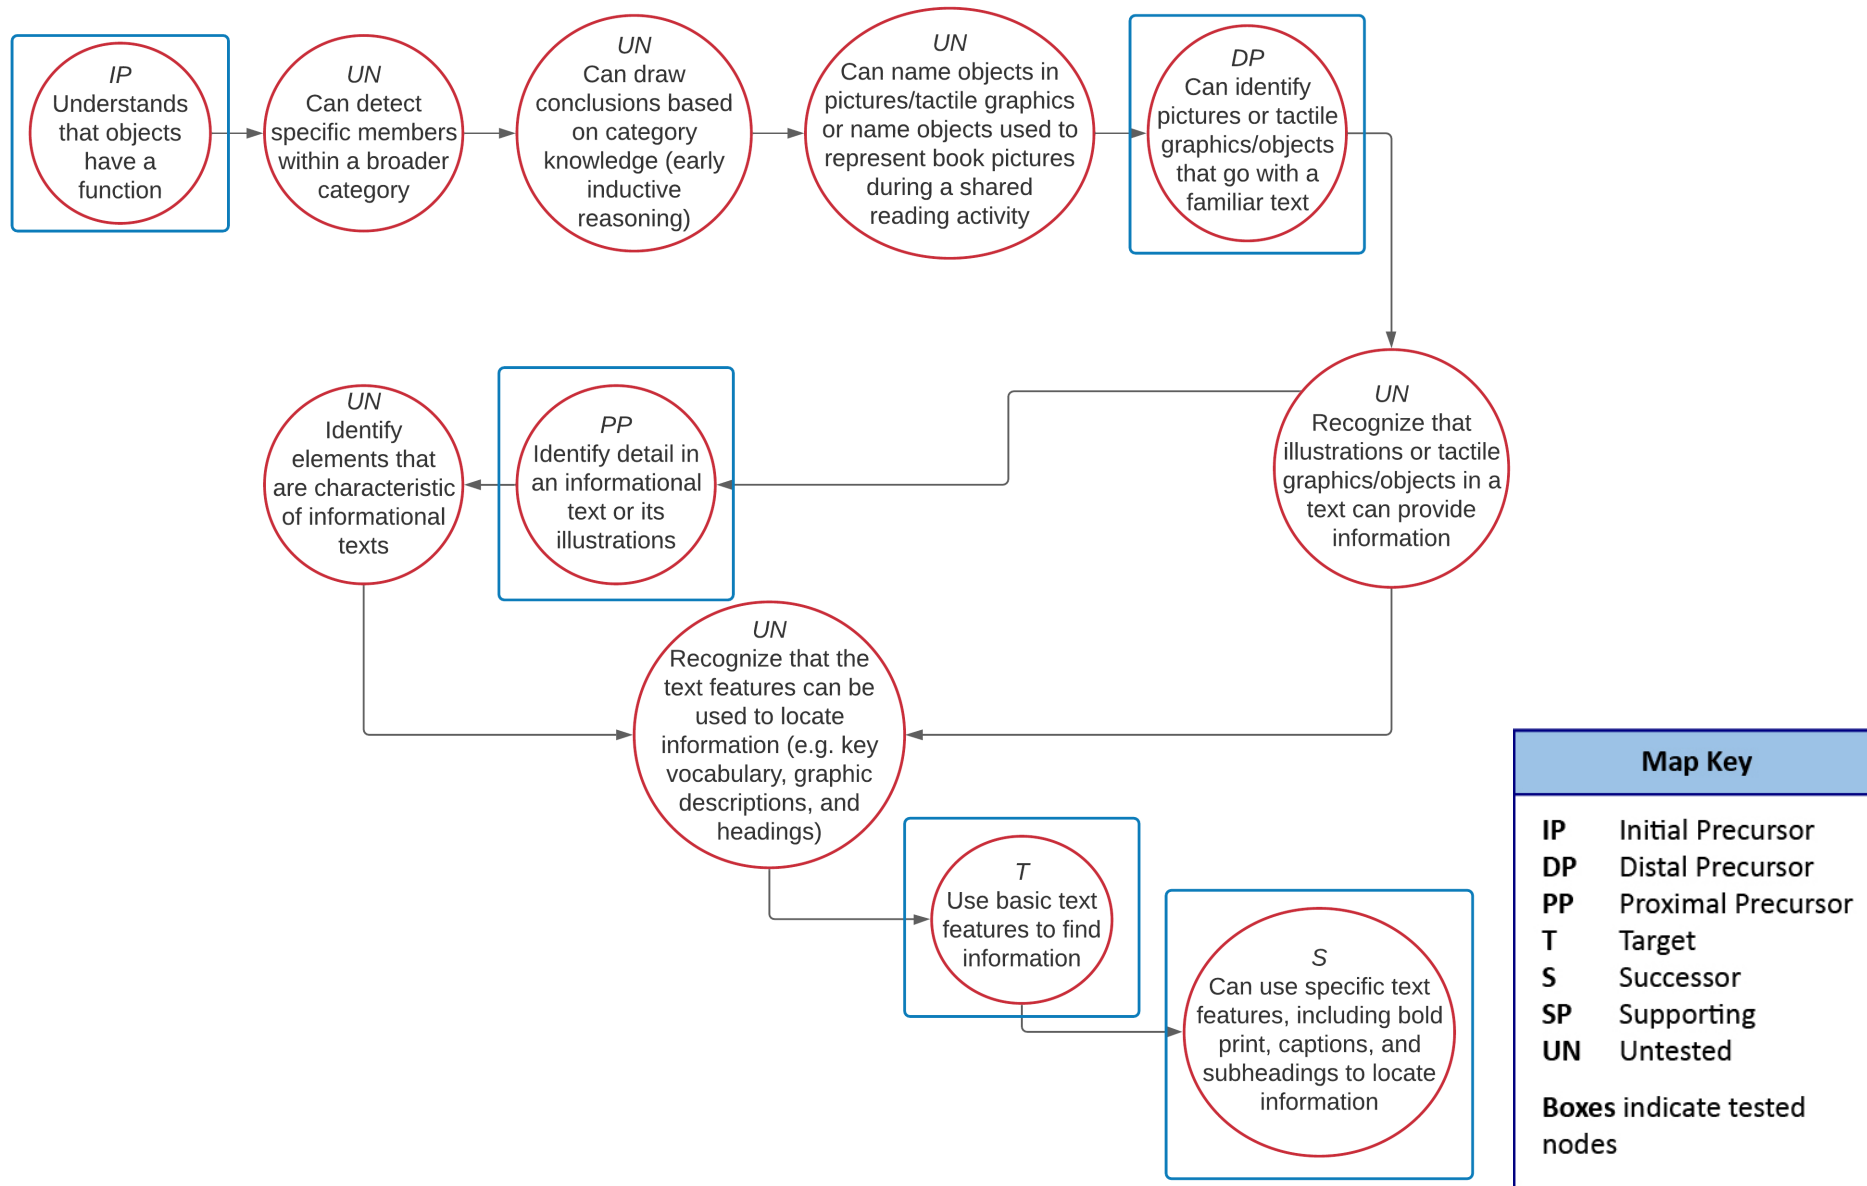 IP
Understands
that objects
have a
function
UN
Can detect
specific members
within a broader
category
UN
Can draw
conclusions based
on category
knowledge (early
inductive
reasoning)
UN
Can name objects in
pictures/tactile graphics
or name objects used to
represent book pictures
during a shared
reading activity
DP
Can identify
pictures or tactile
graphics/objects
that go with a
familiar text
UN
Recognize that
illustrations or tactile
graphics/objects in a
text can provide
information
PP
Identify detail in
an informational
text or its
illustrations
UN
Identify
elements that
are characteristic
of informational
texts
UN
Recognize that the
text features can be
used to locate
information (e.g. key
vocabulary, graphic
descriptions, and
headings)
T
Use basic text
features to find
information
S
Can use specific text
features, including bold
print, captions, and
subheadings to locate
information
Map Key
IP Initial Precursor
DP Distal Precursor
PP Proximal Precursor
T Target
S Successor
SP Supporting
UN Untested
Boxes indicate tested
nodes